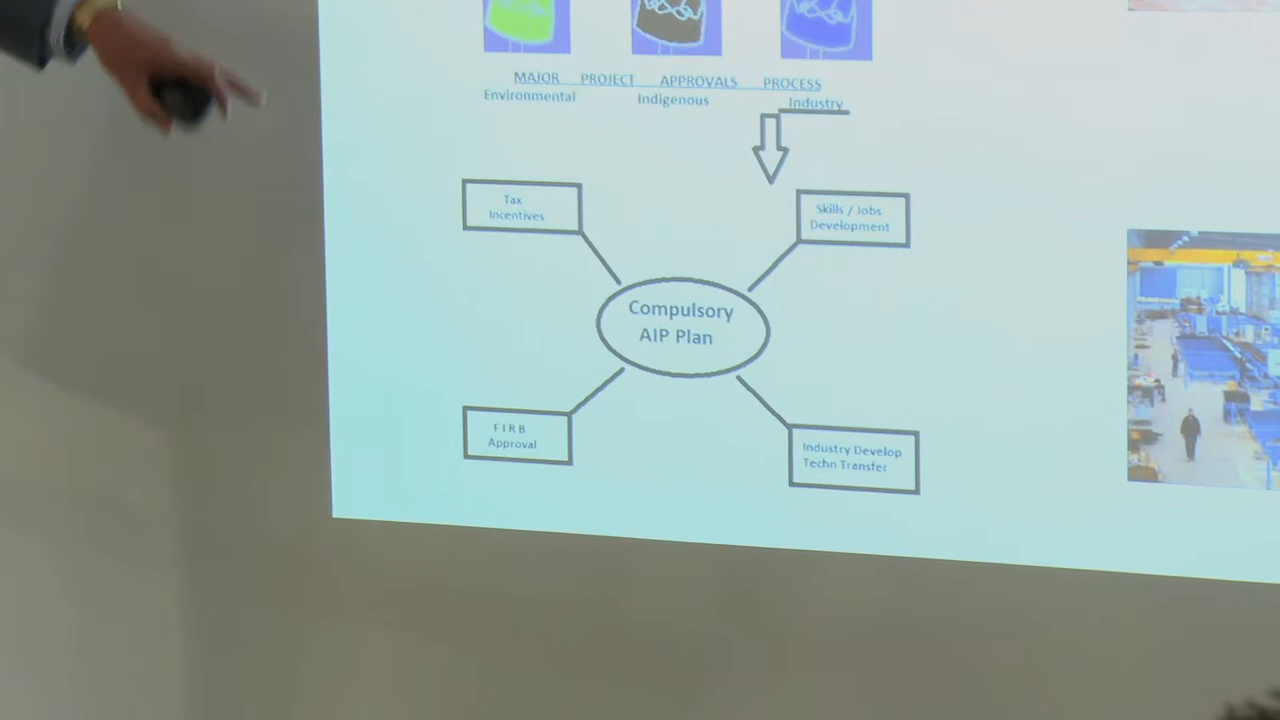 MAJOR PROJECT APPROVALS PROCESS
Environmental Indigenous Industry
Tax
Incentives
Skills / Jobs
Development
Compulsory
AIP Plan
F I R B
Approval
Industry Develop
Techn Transfer